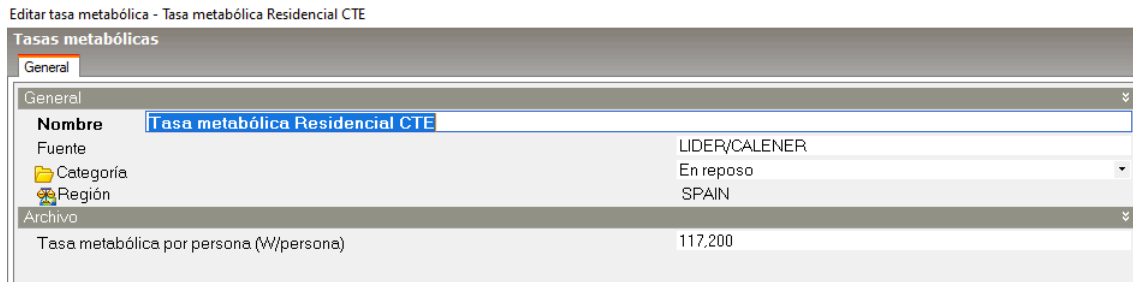 Editar tasa metabólica - Tasa metabólica Residencial CTE
Tasas metabólicas
General
General
Nombre Tasa metabólica Residencial CTE
Fuente LIDER/CALENER
Categoría En reposo
Región SPAIN
Archivo
Tasa metabólica por persona (W/persona) 117,200